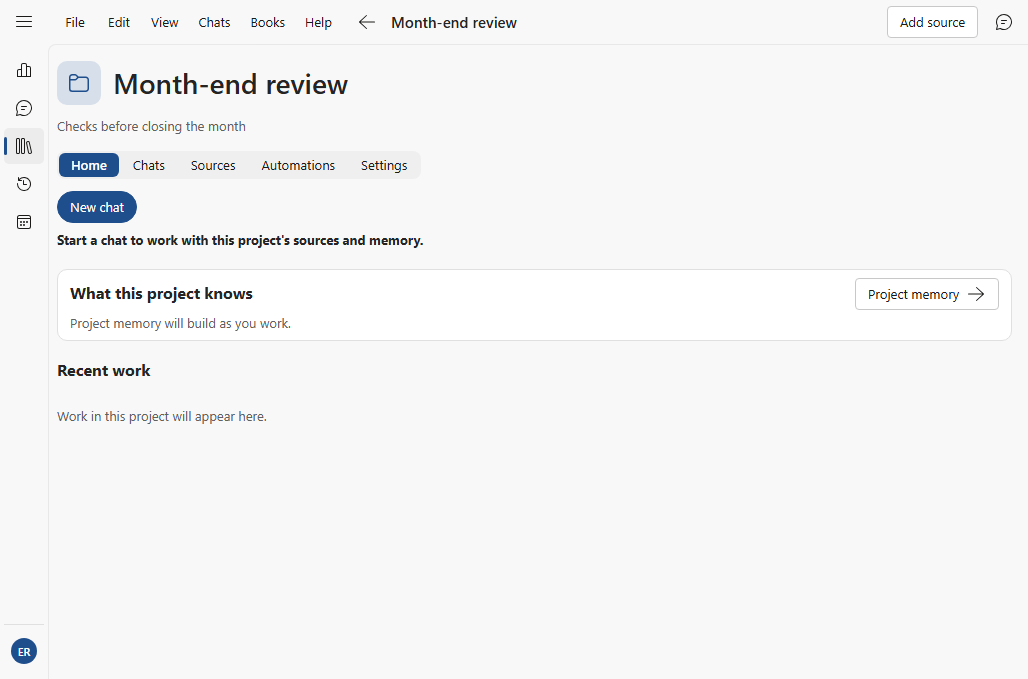 File Edit View Chats Books Help Month-end review Add source
Month-end review
Checks before closing the month
Home Chats Sources Automations Settings
New chat
Start a chat to work with this project's sources and memory.
What this project knows Project memory
Project memory will build as you work.
Recent work
Work in this project will appear here.
ER